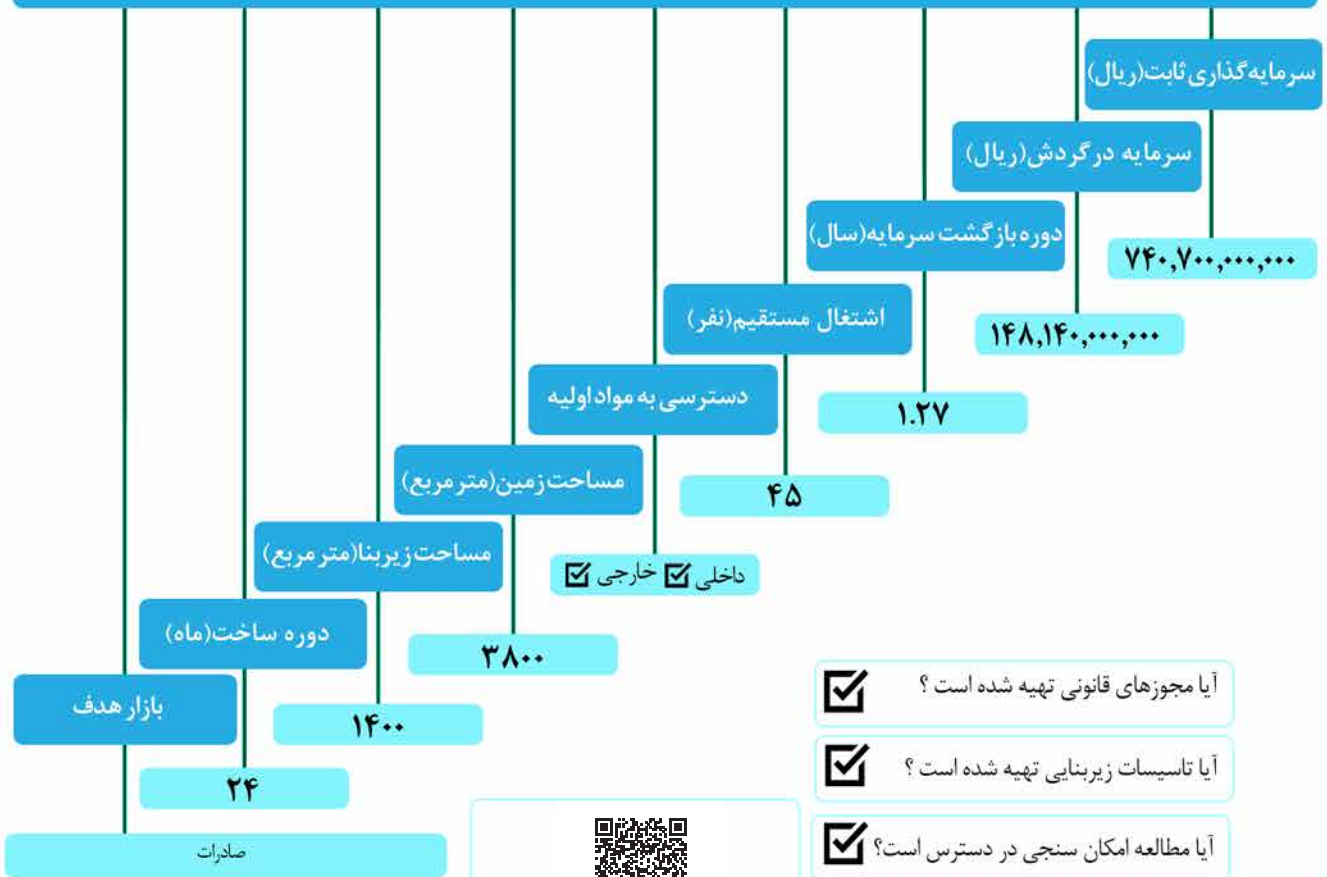 سرمایه‌گذاری ثابت(ریال)
۷۴۰,۷۰۰,۰۰۰,۰۰۰
سرمایه در گردش(ریال)
۱۴۸,۱۴۰,۰۰۰,۰۰۰
دوره بازگشت سرمایه(سال)
۱.۲۷
اشتغال مستقیم(نفر)
۴۵
دسترسی به مواد اولیه
داخلی ☑ خارجی ☑
مساحت زمین(متر مربع)
۳۸۰۰
مساحت زیربنا(متر مربع)
۱۴۰۰
دوره ساخت(ماه)
۲۴
بازار هدف
صادرات
آیا مجوزهای قانونی تهیه شده است ؟ ☑
آیا تاسیسات زیربنایی تهیه شده است ؟ ☑
آیا مطالعه امکان سنجی در دسترس است؟ ☑